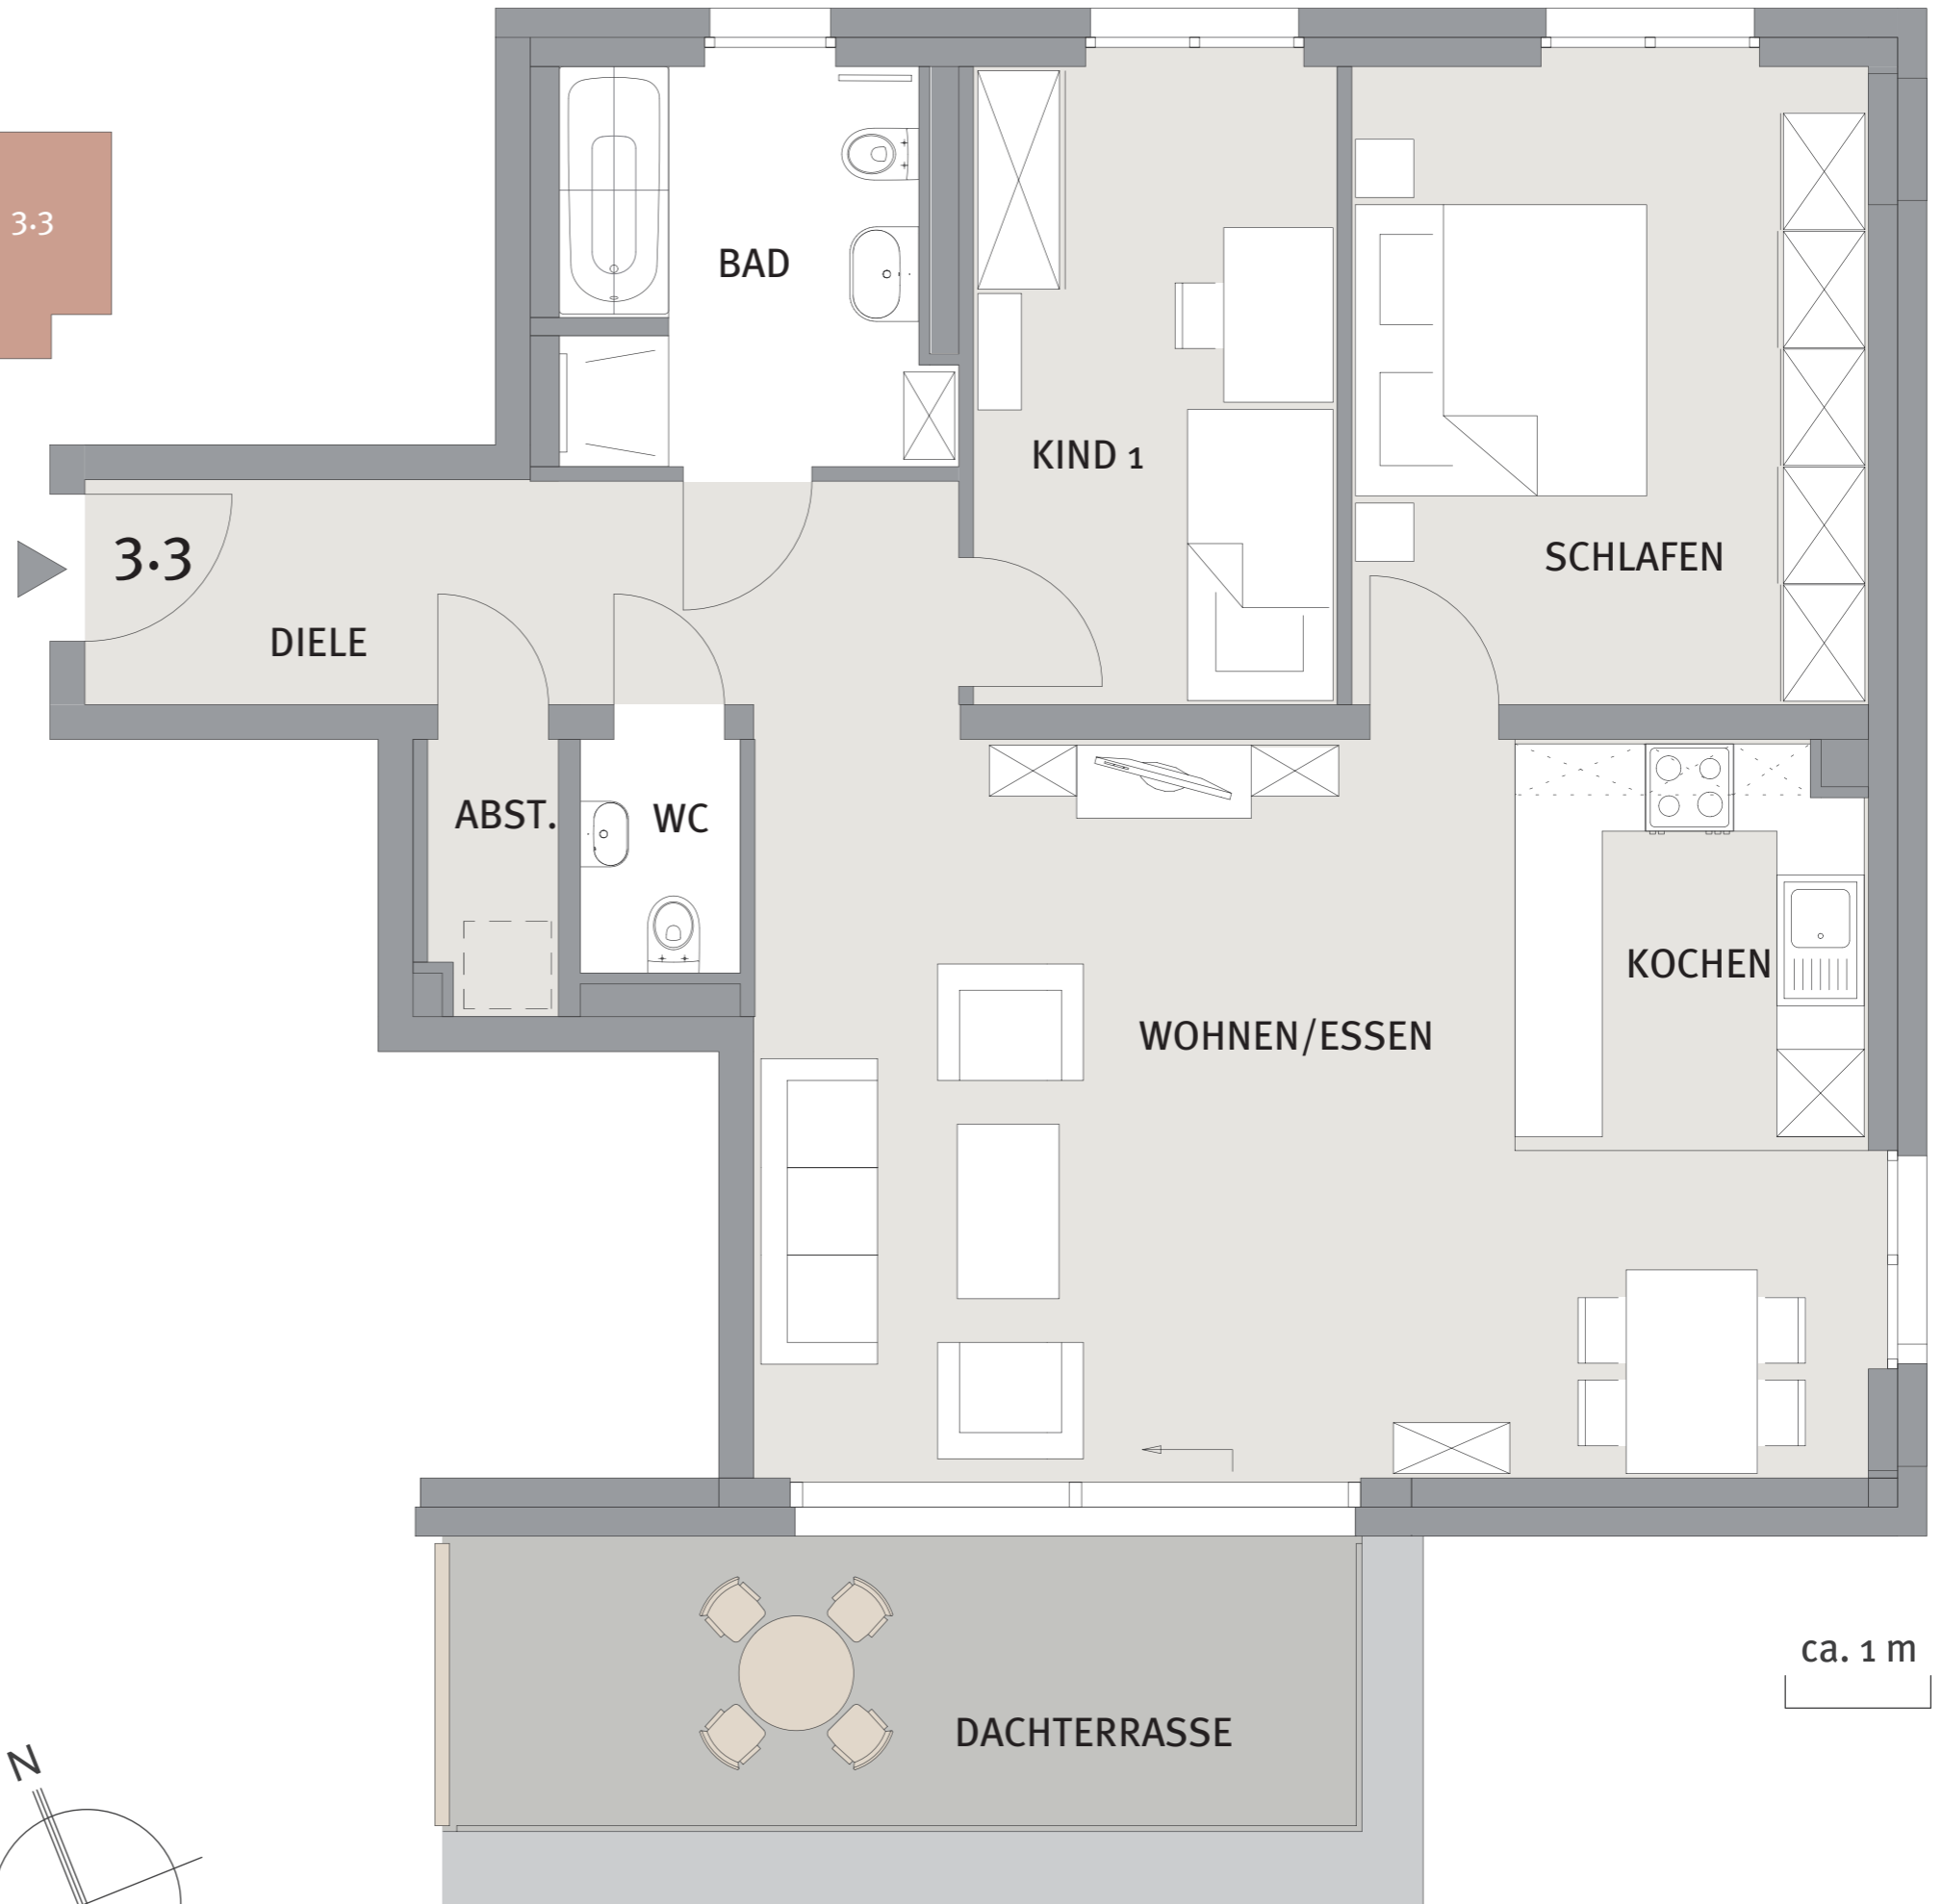 3.3
BAD
KIND 1
SCHLAFEN
3.3
DIELE
ABST.
WC
KOCHEN
WOHNEN/ESSEN
ca. 1 m
DACHTERRASSE
N